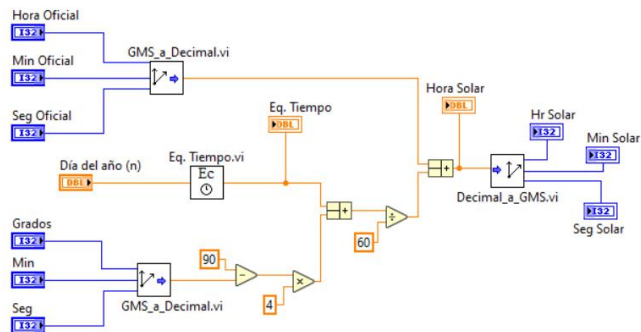 Hora Oficial
I32
GMS_a_Decimal.vi
Min Oficial
I32
Seg Oficial
I32
Hora Solar
DBL
Eq. Tiempo
DBL
Hr Solar
I32
Min Solar
I32
Día del año (n)
DBL
Eq. Tiempo.vi
Ec
Decimal_a_GMS.vi
I32
Seg Solar
Grados
I32
60
Min
I32
90
Seg
I32
GMS_a_Decimal.vi
4